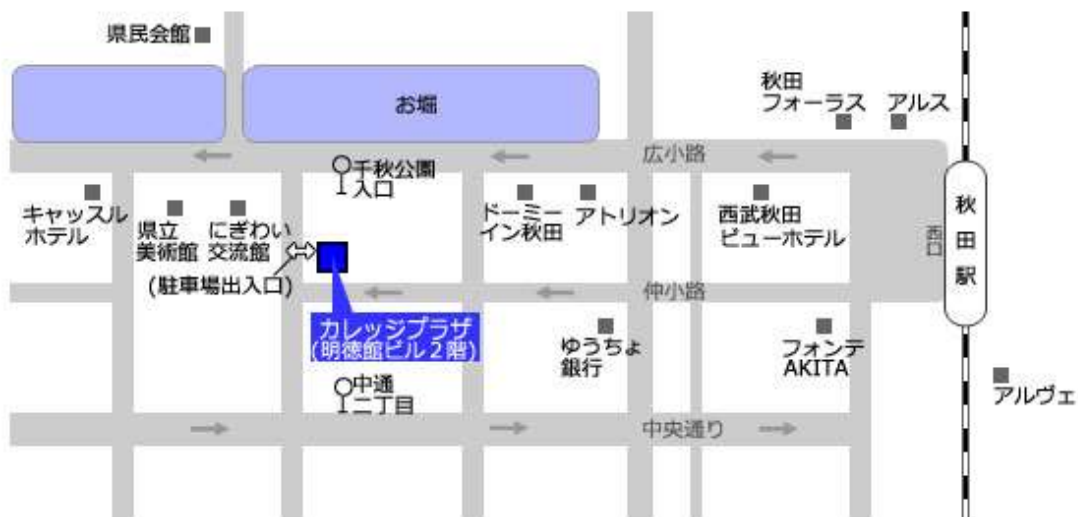 県民会館
お堀
秋田
フォーラス
アルス
広小路
千秋公園
入口
キャッスル
ホテル
県立
美術館
にぎわい
交流館
ドーミー
イン秋田
アトリオン
西武秋田
ビューホテル
西口
秋田駅
(駐車場出入口)
仲小路
カレッジプラザ
(明徳館ビル2階)
ゆうちょ
銀行
フォンテ
AKITA
アルヴェ
中通
二丁目
中央通り